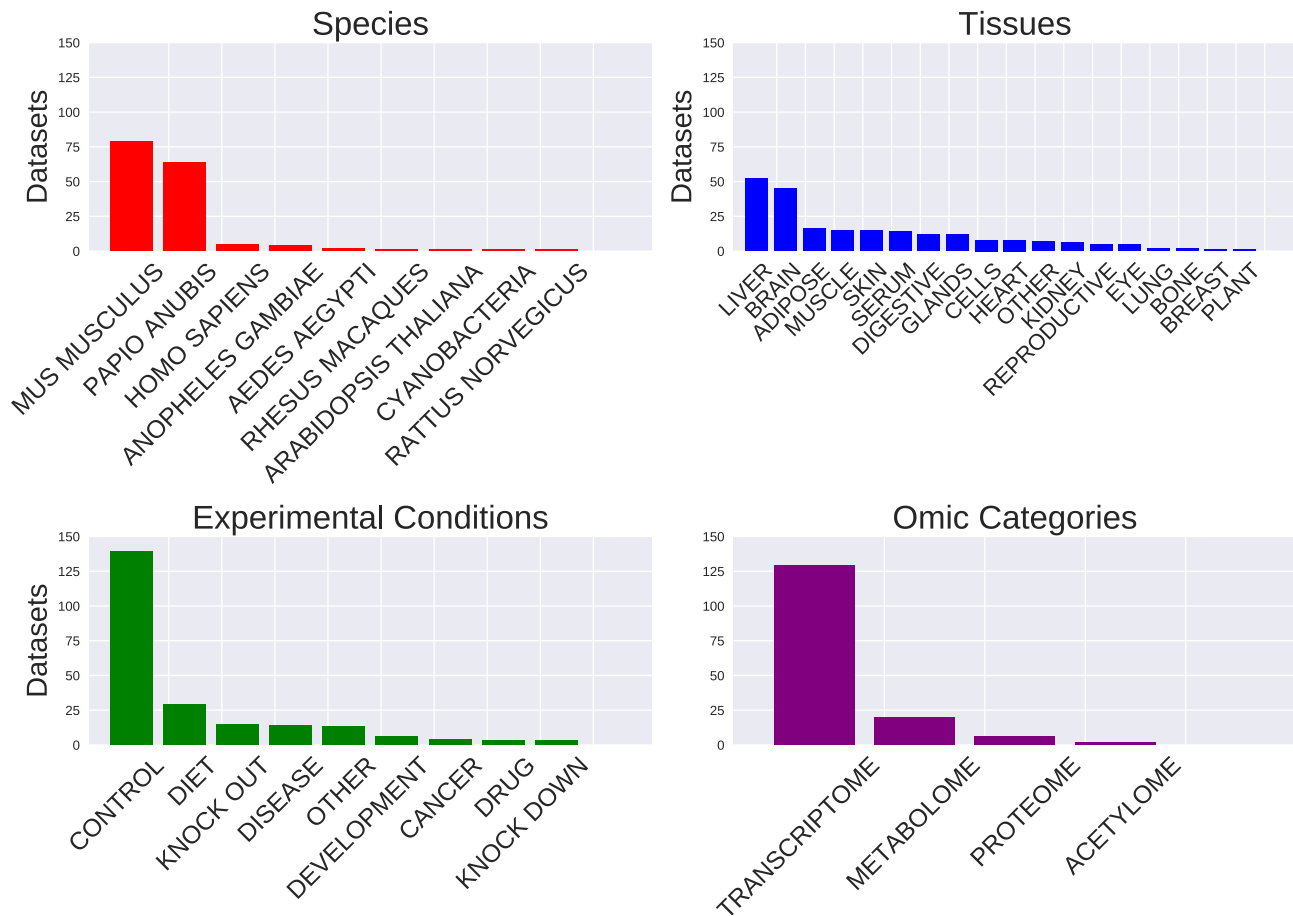 Species
Datasets
150
125
100
75
50
25
0
MUS MUSCULUS
PAPIO ANUBIS
HOMO SAPIENS
ANOPHELES GAMBIAE
AEDES AEGYPTI
RHESUS MACAQUES
ARABIDOPSIS THALIANA
CYANOBACTERIA
RATTUS NORVEGICUS
Tissues
Datasets
150
125
100
75
50
25
0
LIVER
BRAIN
ADIPOSE
MUSCLE
SKIN
SERUM
DIGESTIVE
GLANDS
CELLS
HEART
OTHER
KIDNEY
REPRODUCTIVE
EYE
LUNG
BONE
BREAST
PLANT
Experimental Conditions
Datasets
150
125
100
75
50
25
0
CONTROL
DIET
KNOCK OUT
DISEASE
OTHER
DEVELOPMENT
CANCER
DRUG
KNOCK DOWN
Omic Categories
150
125
100
75
50
25
0
TRANSCRIPTOME
METABOLOME
PROTEOME
ACETYLOME